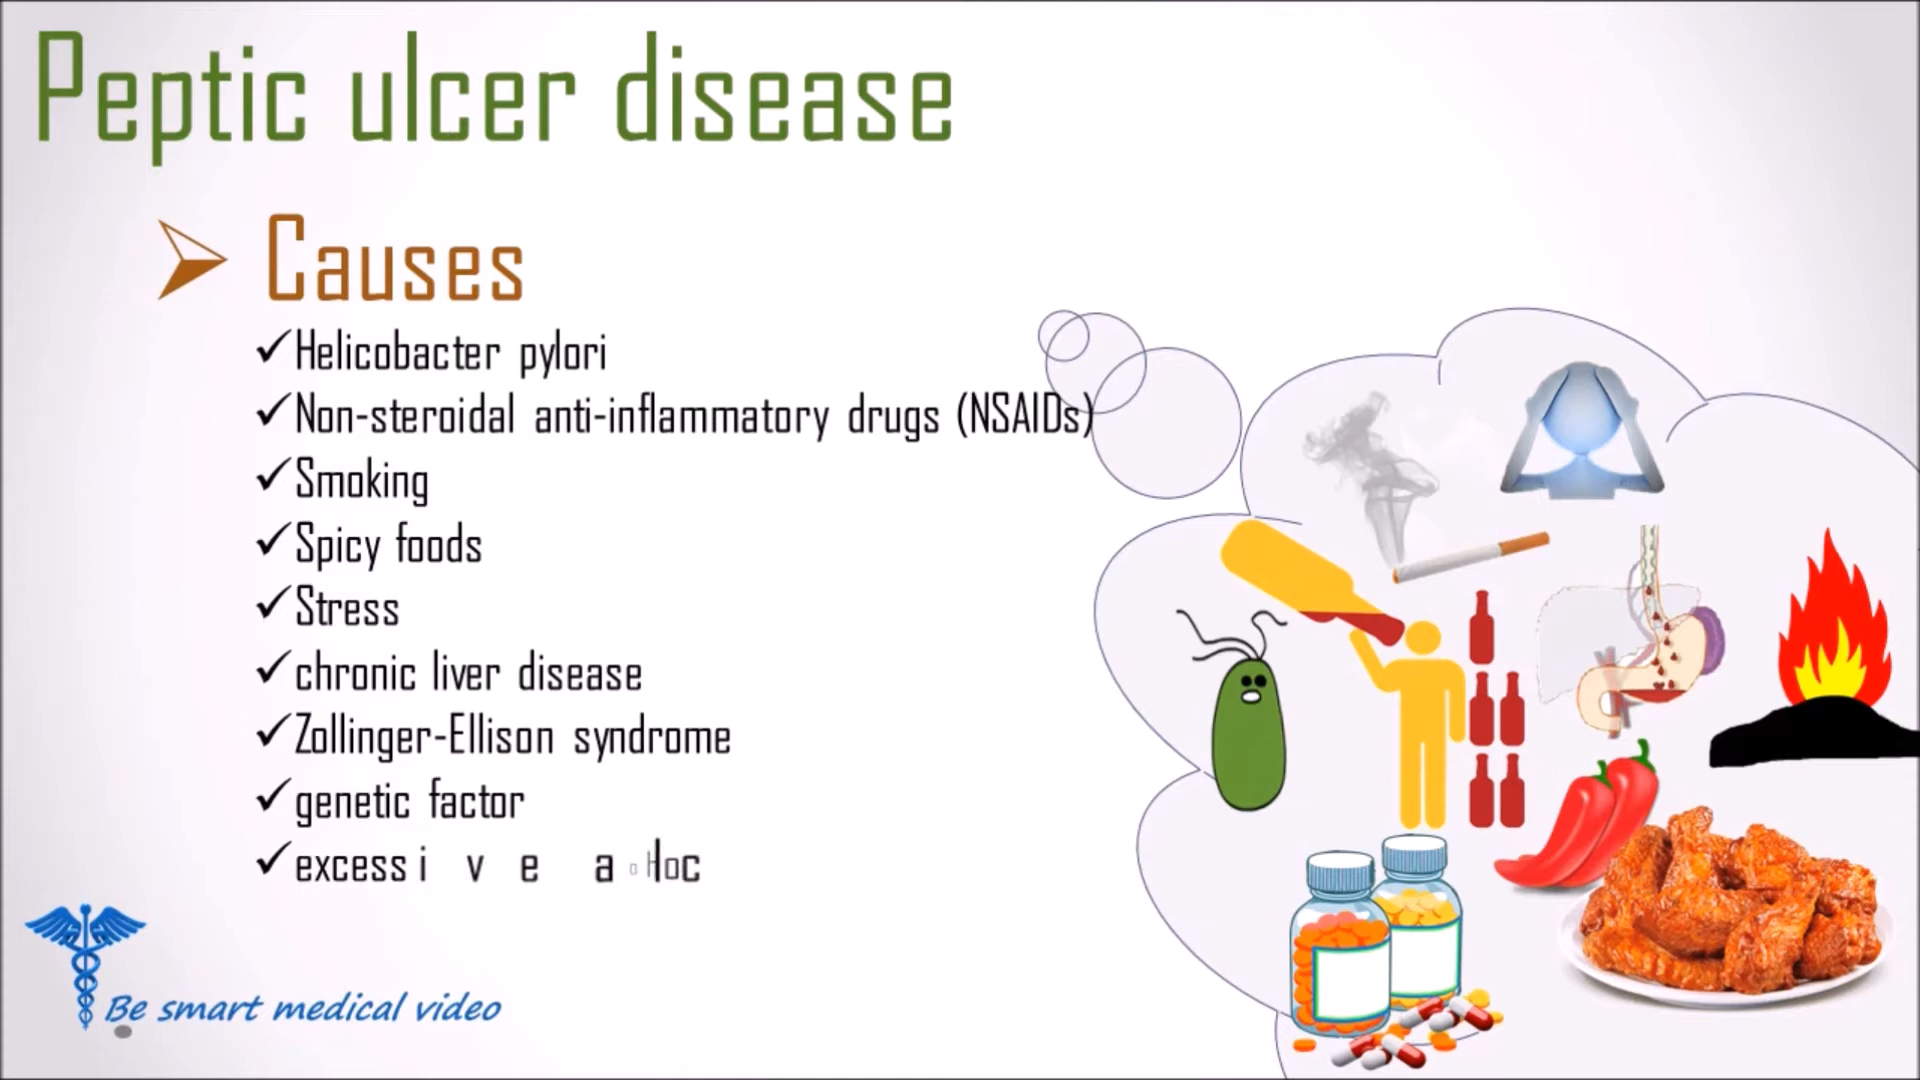 Peptic ulcer disease
Causes
Helicobacter pylori
Non-steroidal anti-inflammatory drugs (NSAIDs)
Smoking
Spicy foods
Stress
chronic liver disease
Zollinger-Ellison syndrome
genetic factor
excessive
Be smart medical video